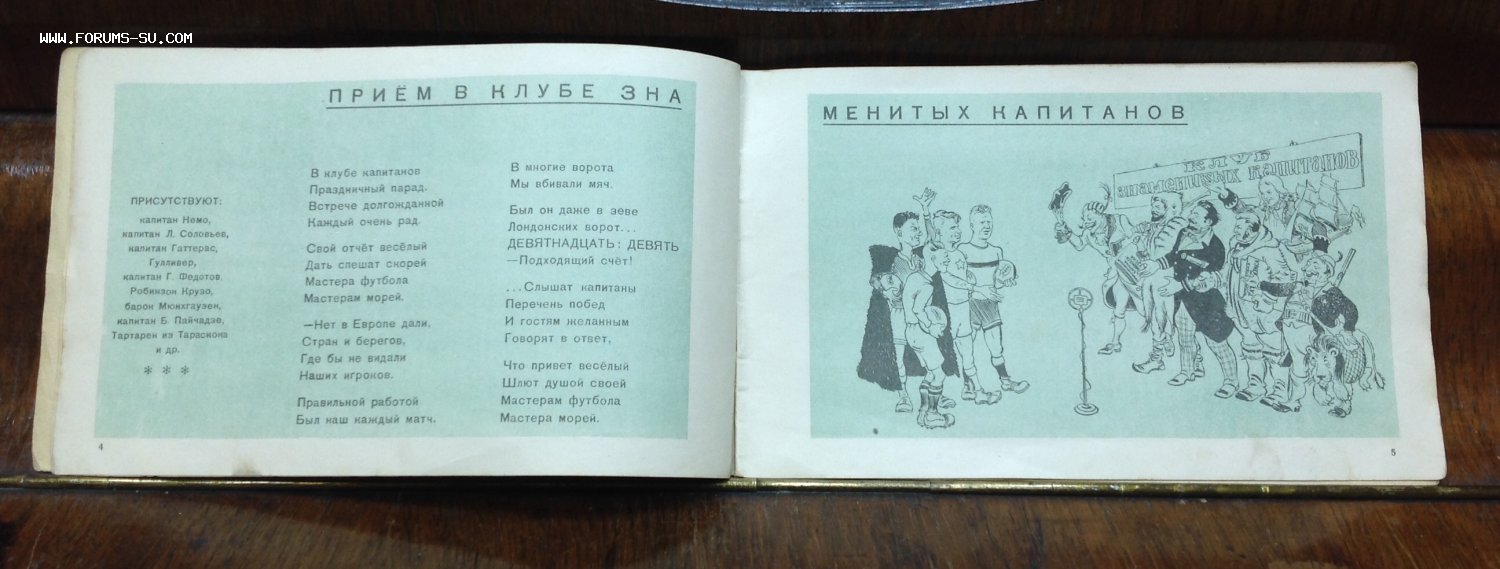 WWW.FORUMS-SU.COM
ПРИЁМ В КЛУБЕ ЗНА
ПРИСУТСТВУЮТ:
капитан Немо,
капитан Л. Соловьев,
капитан Гаттерас,
Гулливер,
капитан Г. Федотов,
Робинзон Крузо,
барон Мюнхгаузен,
капитан Б. Пайчадзе,
Тартарен из Тараскона
и др.
* * *
В клубе капитанов
Праздничный парад.
Встрече долгожданной
Каждый очень рад.
Свой отчёт весёлый
Дать спешат скорей
Мастера футбола
Мастерам морей.
—Нет в Европе дали,
Стран и берегов,
Где бы не видали
Наших игроков.
Правильной работой
Был наш каждый матч.
В многие ворота
Мы вбивали мяч.
Был он даже в зеве
Лондонских ворот...
ДЕВЯТНАДЦАТЬ: ДЕВЯТЬ
—Подходящий счёт!
...Слышат капитаны
Перечень побед
И гостям желанным
Говорят в ответ,
Что привет весёлый
Шлют душой своей
Мастерам футбола
Мастера морей.
4
МЕНИТЫХ КАПИТАНОВ
КЛУБ
знаменитых капитанов
5